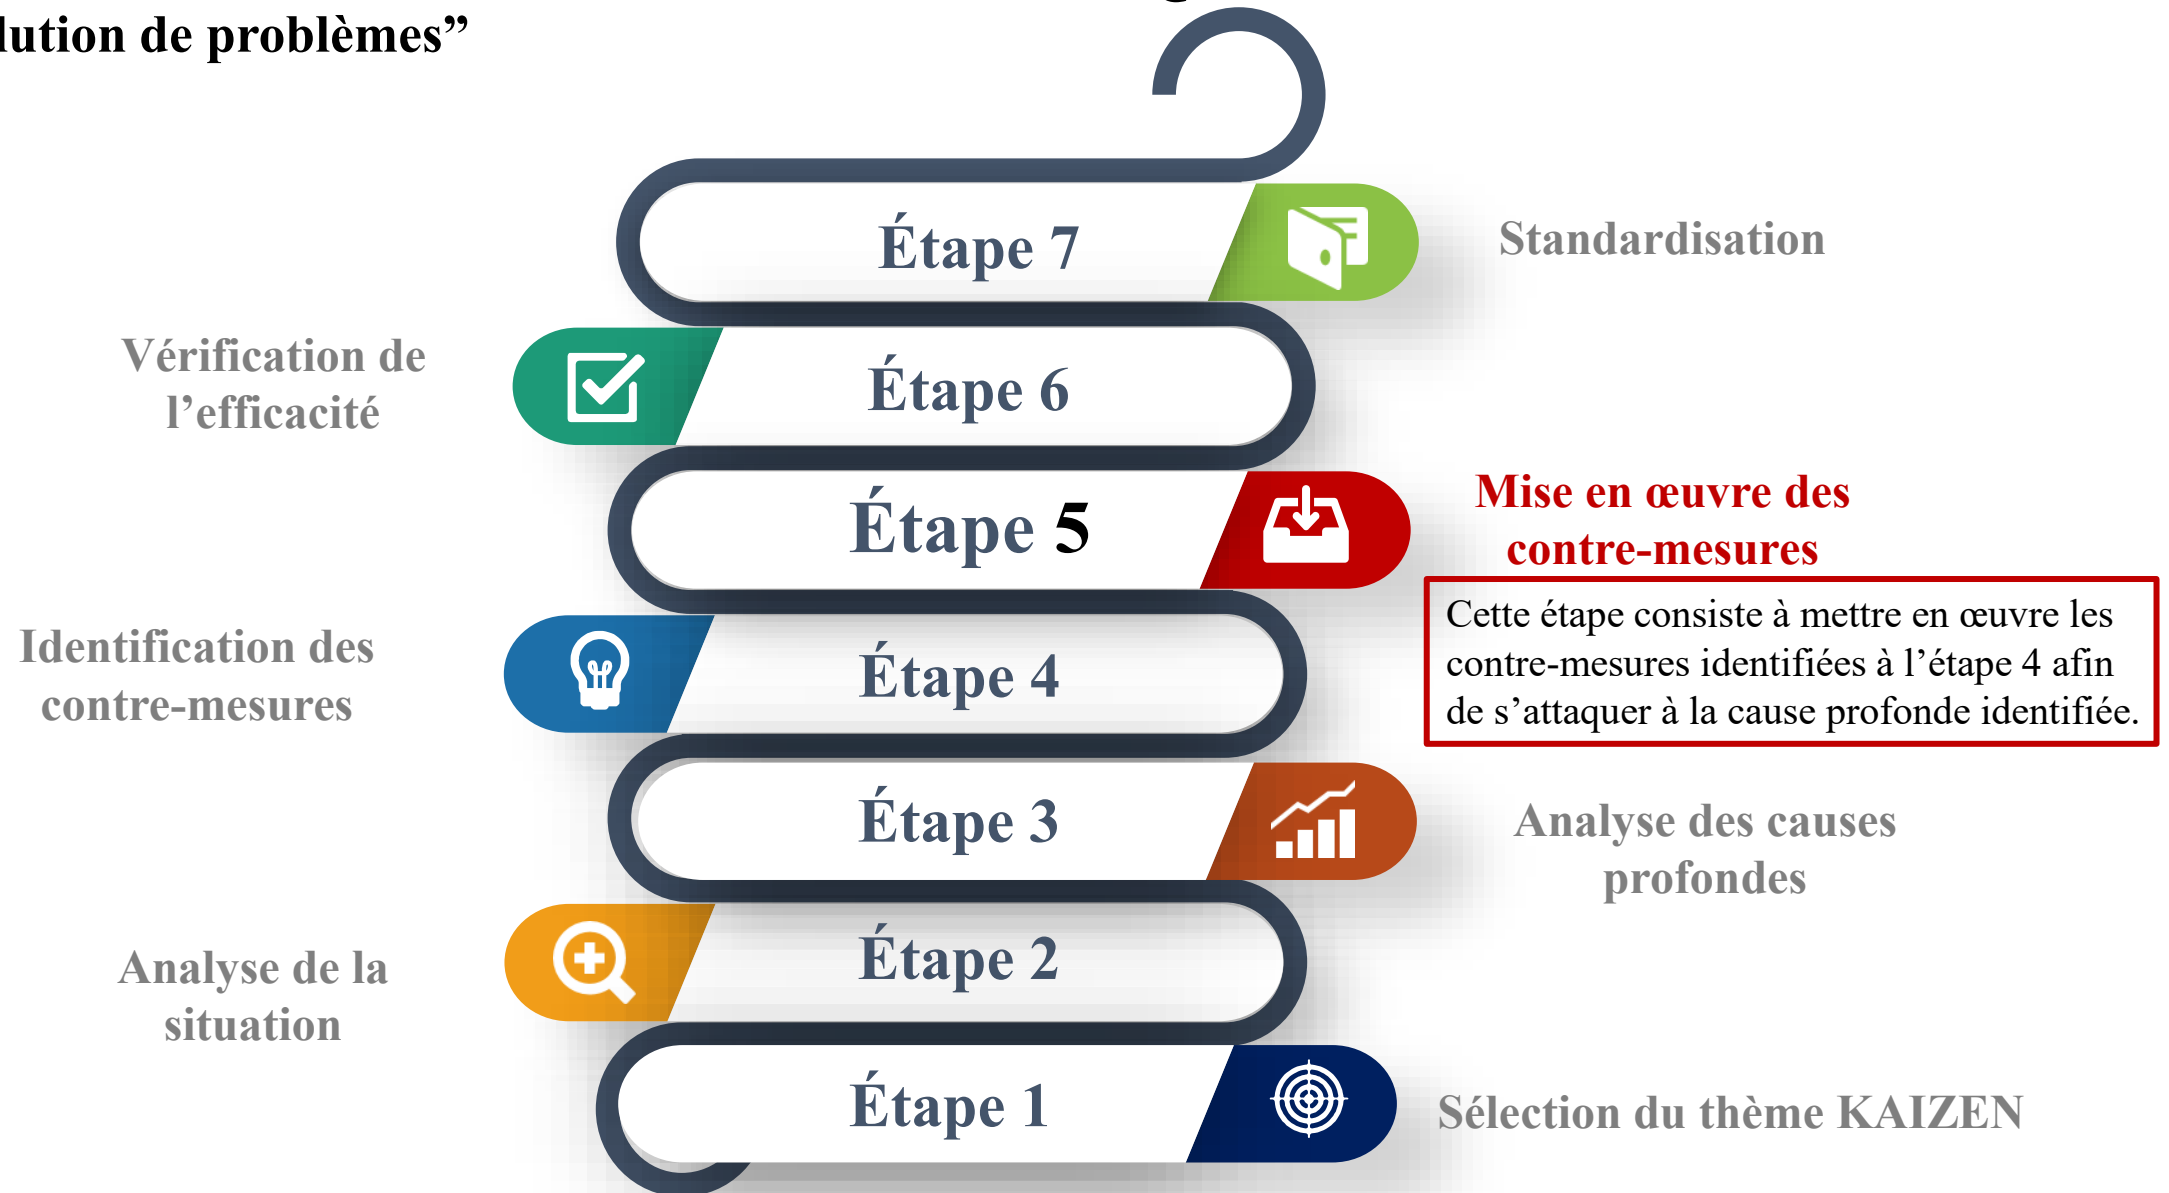 lution de problèmes”
Étape 7
Standardisation
Vérification de
l’efficacité
Étape 6
Étape 5
Mise en œuvre des
contre-mesures
Cette étape consiste à mettre en œuvre les
contre-mesures identifiées à l’étape 4 afin
de s’attaquer à la cause profonde identifiée.
Identification des
contre-mesures
Étape 4
Étape 3
Analyse des causes
profondes
Étape 2
Analyse de la
situation
Étape 1
Sélection du thème KAIZEN